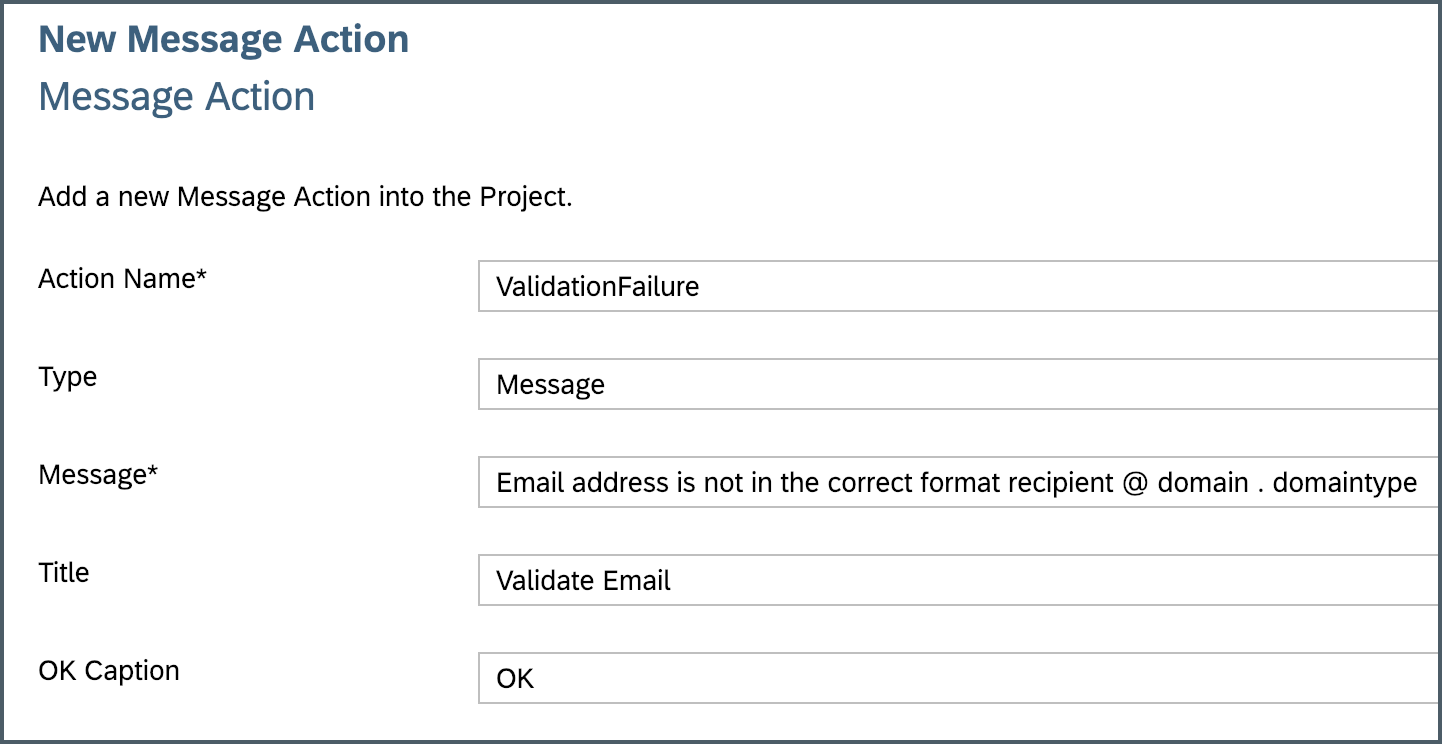 New Message Action
Message Action
Add a new Message Action into the Project.
Action Name*
ValidationFailure
Type
Message
Message*
Email address is not in the correct format recipient @ domain . domaintype
Title
Validate Email
OK Caption
OK